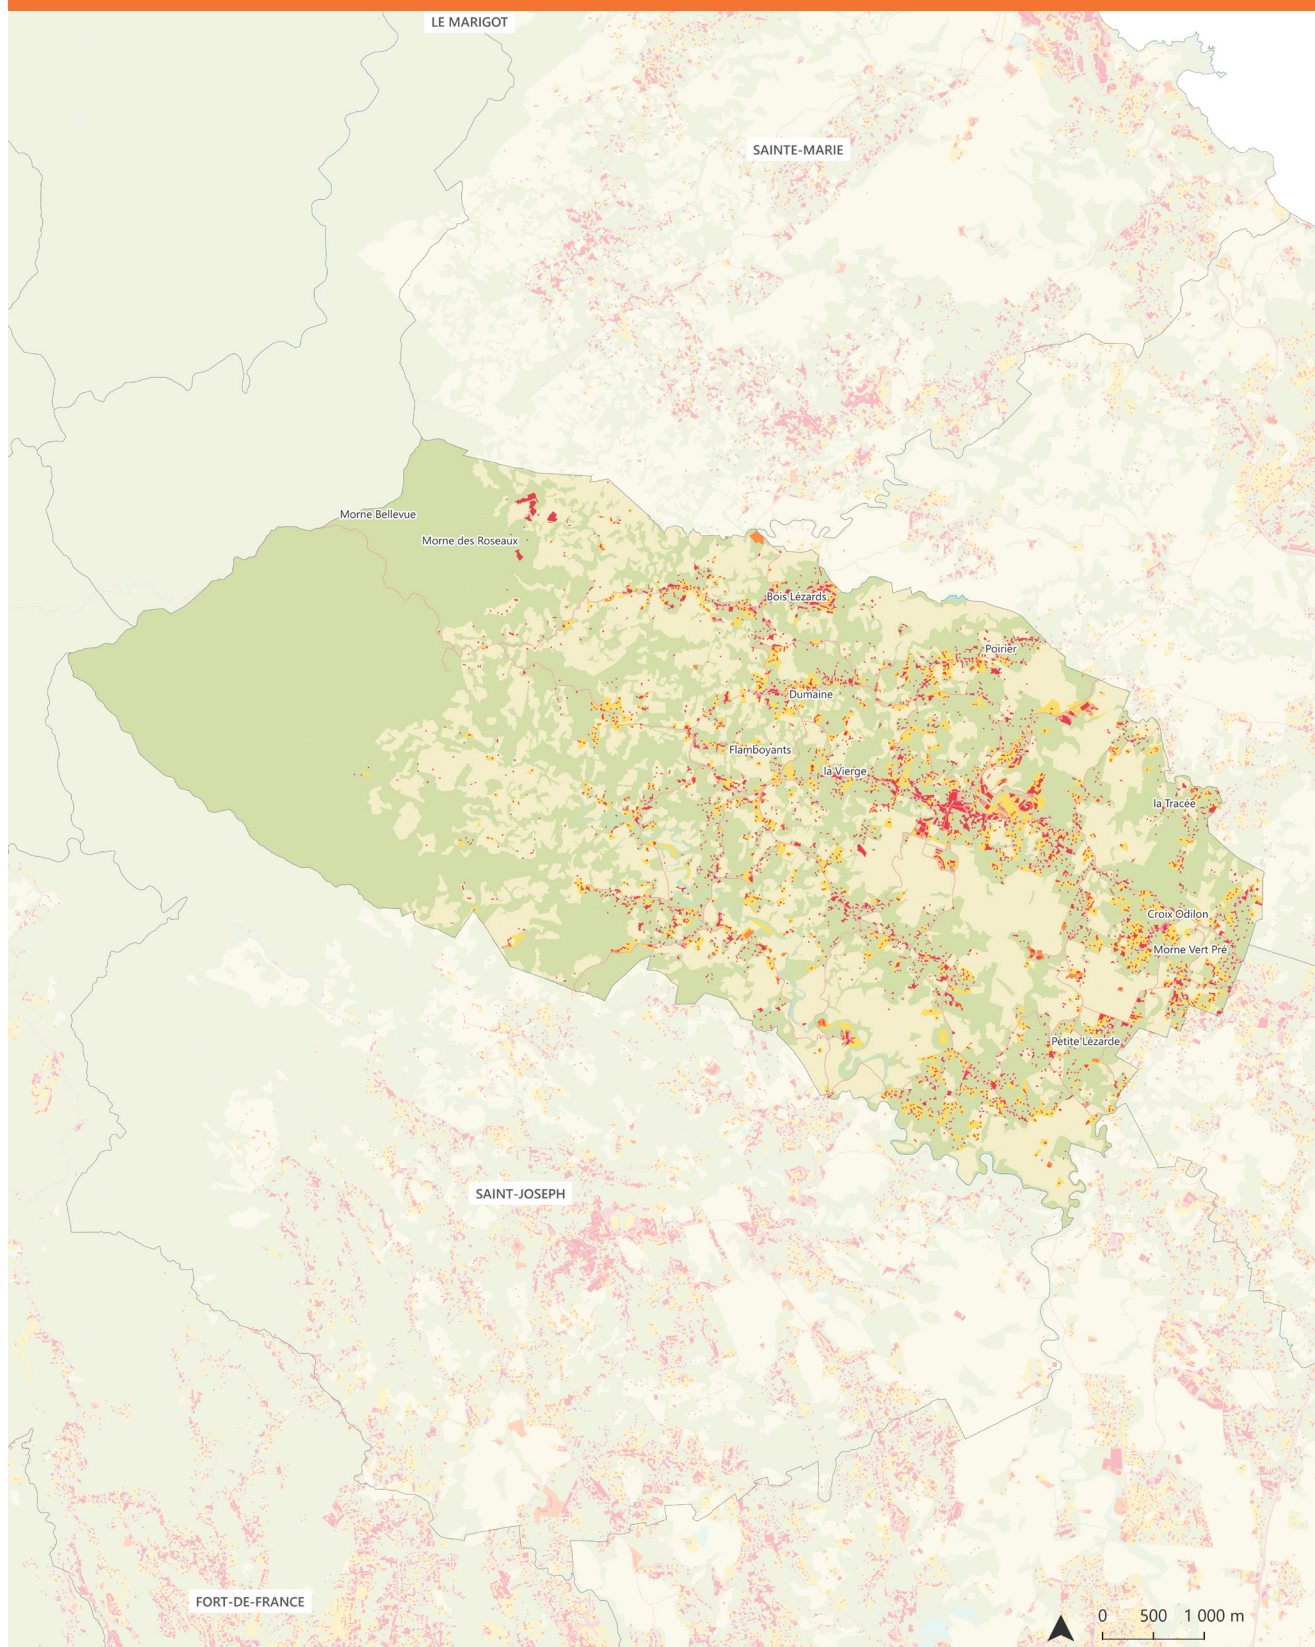 LE MARIGOT
SAINTE-MARIE
Morne Bellevue
Morne des Roseaux
Bois Lézards
Poirier
Dumaine
Flamboyants
la Vierge
la Tracée
Croix Odilon
Morne Vert Pré
Petite Lézarde
SAINT-JOSEPH
FORT-DE-FRANCE
0 500 1 000 m